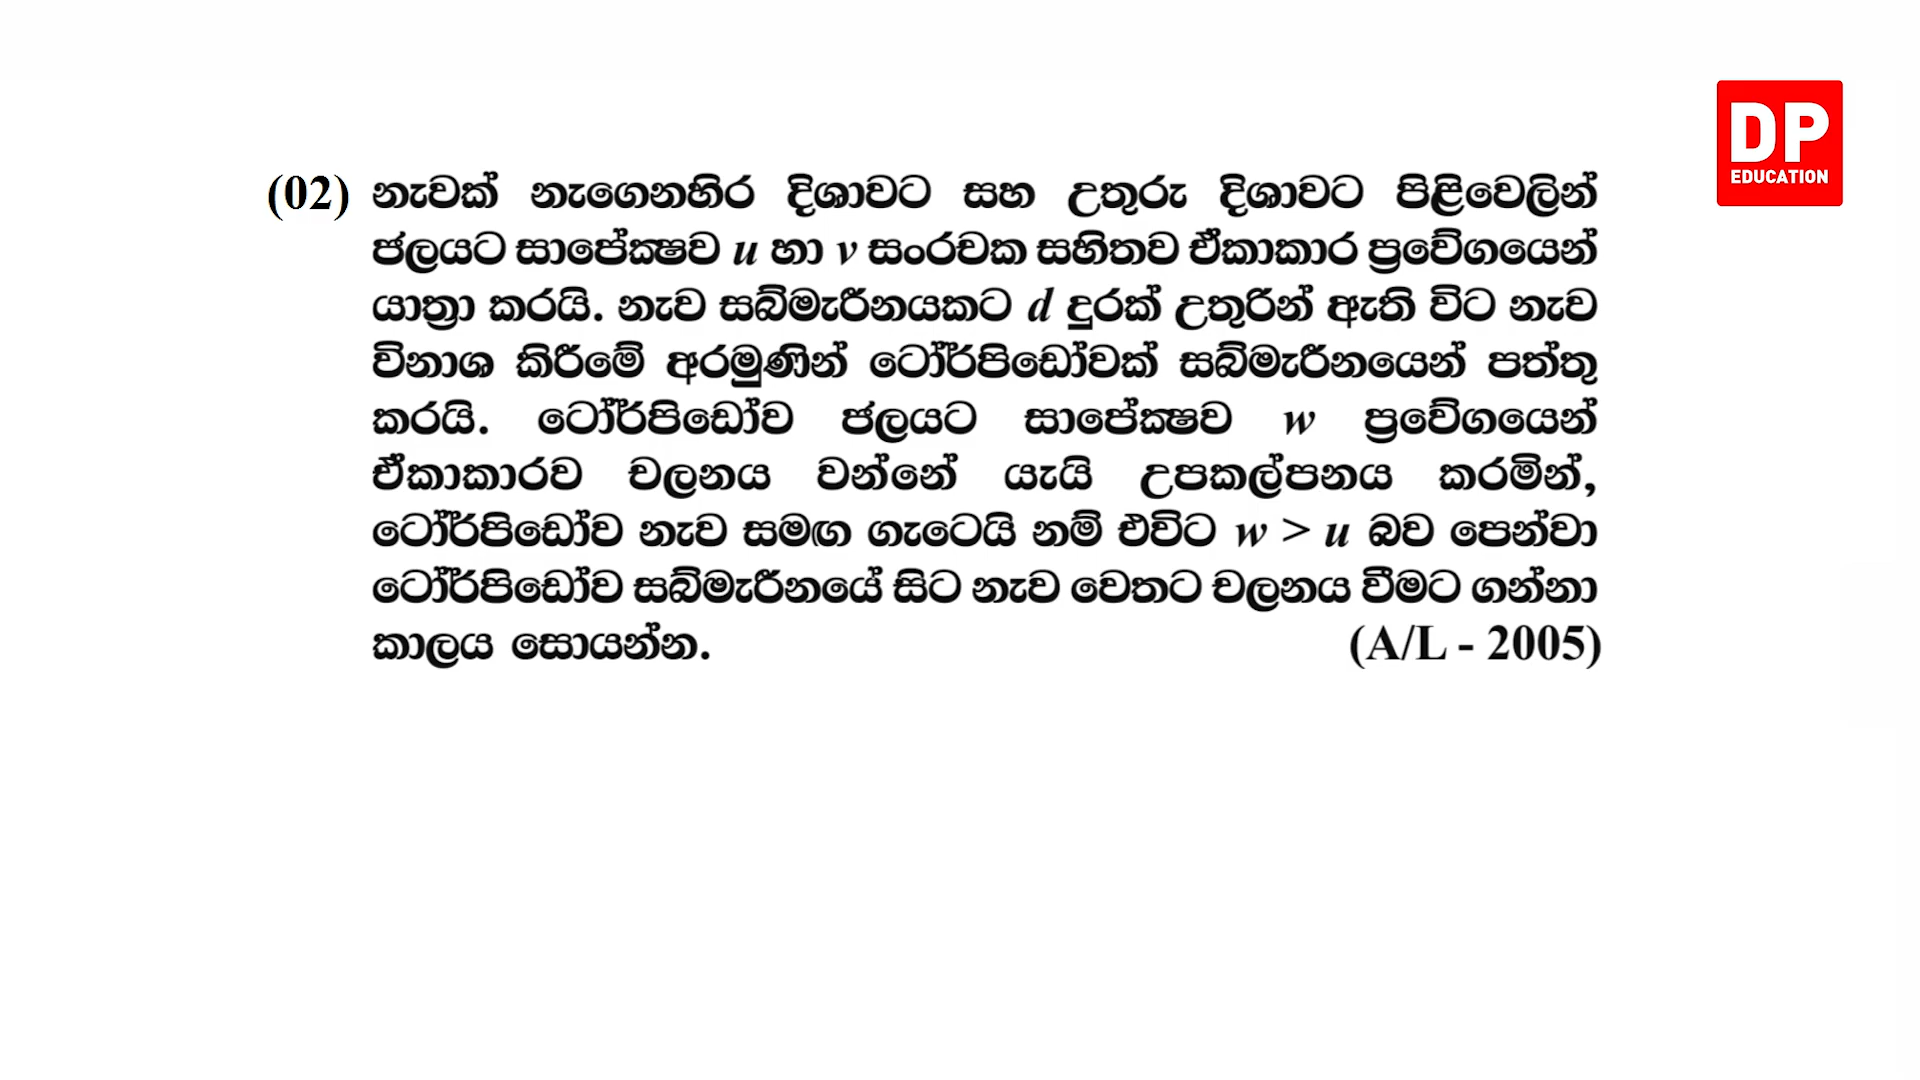 DP
EDUCATION
(02) නැවක් නැගෙනහිර දිශාවට සහ උතුරු දිශාවට පිළිවෙලින්
ජලයට සාපේක්‍ෂව u හා v සංරචක සහිතව ඒකාකාර ප්‍රවේගයෙන්
යාත්‍රා කරයි. නැව සබ්මැරීනයකට d දුරක් උතුරින් ඇති විට නැව
විනාශ කිරීමේ අරමුණින් ටෝර්පිඩෝවක් සබ්මැරීනයෙන් පත්තු
කරයි. ටෝර්පිඩෝව ජලයට සාපේක්‍ෂව w ප්‍රවේගයෙන්
ඒකාකාරව චලනය වන්නේ යැයි උපකල්පනය කරමින්,
ටෝර්පිඩෝව නැව සමඟ ගැටෙයි නම් එවිට w > u බව පෙන්වා
ටෝර්පිඩෝව සබ්මැරීනයේ සිට නැව වෙතට චලනය වීමට ගන්නා
කාලය සොයන්න. (A/L - 2005)